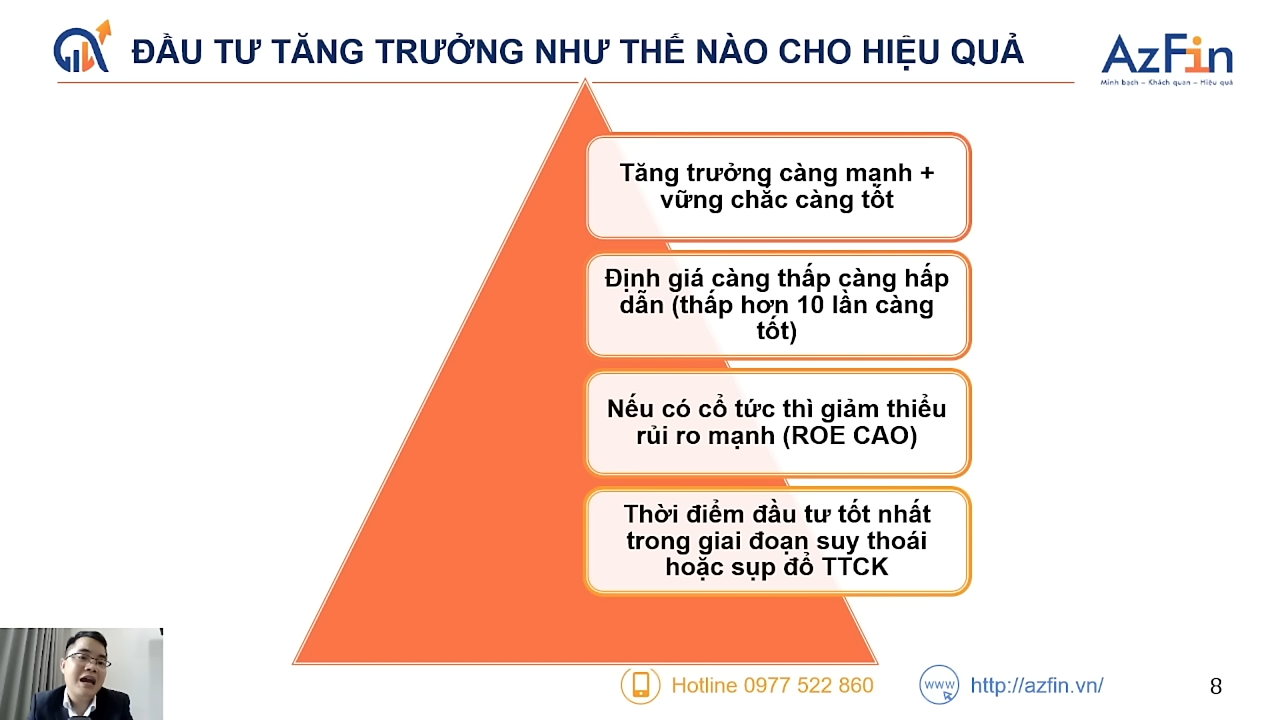 ĐẦU TƯ TĂNG TRƯỞNG NHƯ THẾ NÀO CHO HIỆU QUẢ
AzFin
Minh bạch – Khách quan – Hiệu quả
Tăng trưởng càng mạnh +
vững chắc càng tốt
Định giá càng thấp càng hấp
dẫn (thấp hơn 10 lần càng
tốt)
Nếu có cổ tức thì giảm thiểu
rủi ro mạnh (ROE CAO)
Thời điểm đầu tư tốt nhất
trong giai đoạn suy thoái
hoặc sụp đổ TTCK
Hotline 0977 522 860
www
http://azfin.vn/
8